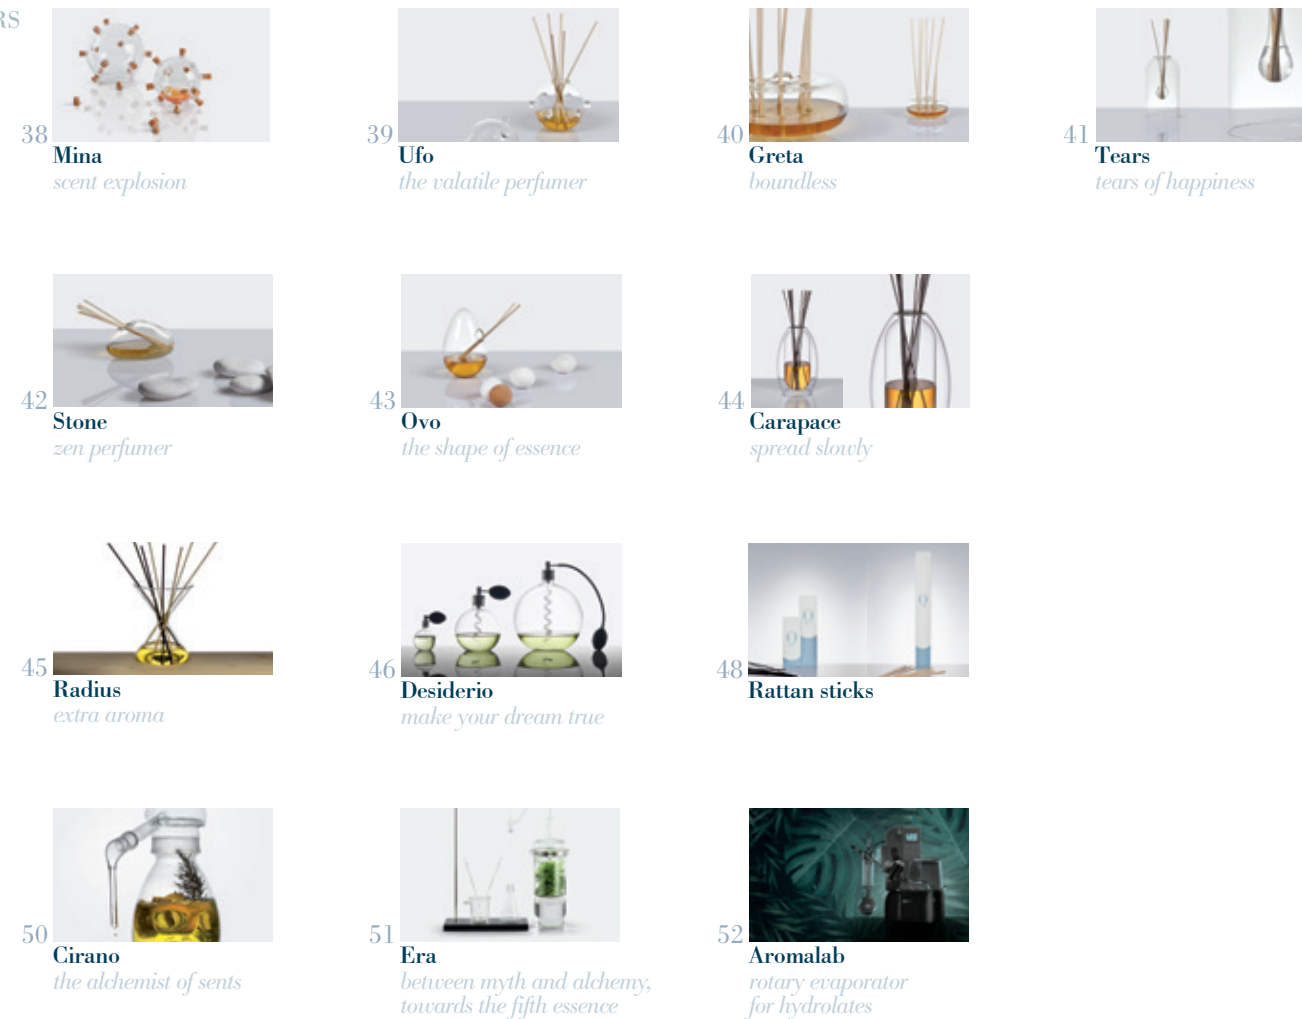 RS
38
Mina
scent explosion
39
Ufo
the valatile perfumer
40
Greta
boundless
41
Tears
tears of happiness
42
Stone
zen perfumer
43
Ovo
the shape of essence
44
Carapace
spread slowly
45
Radius
extra aroma
46
Desiderio
make your dream true
48
Rattan sticks
50
Cirano
the alchemist of sents
51
Era
between myth and alchemy,
towards the fifth essence
52
Aromalab
rotary evaporator
for hydrolates